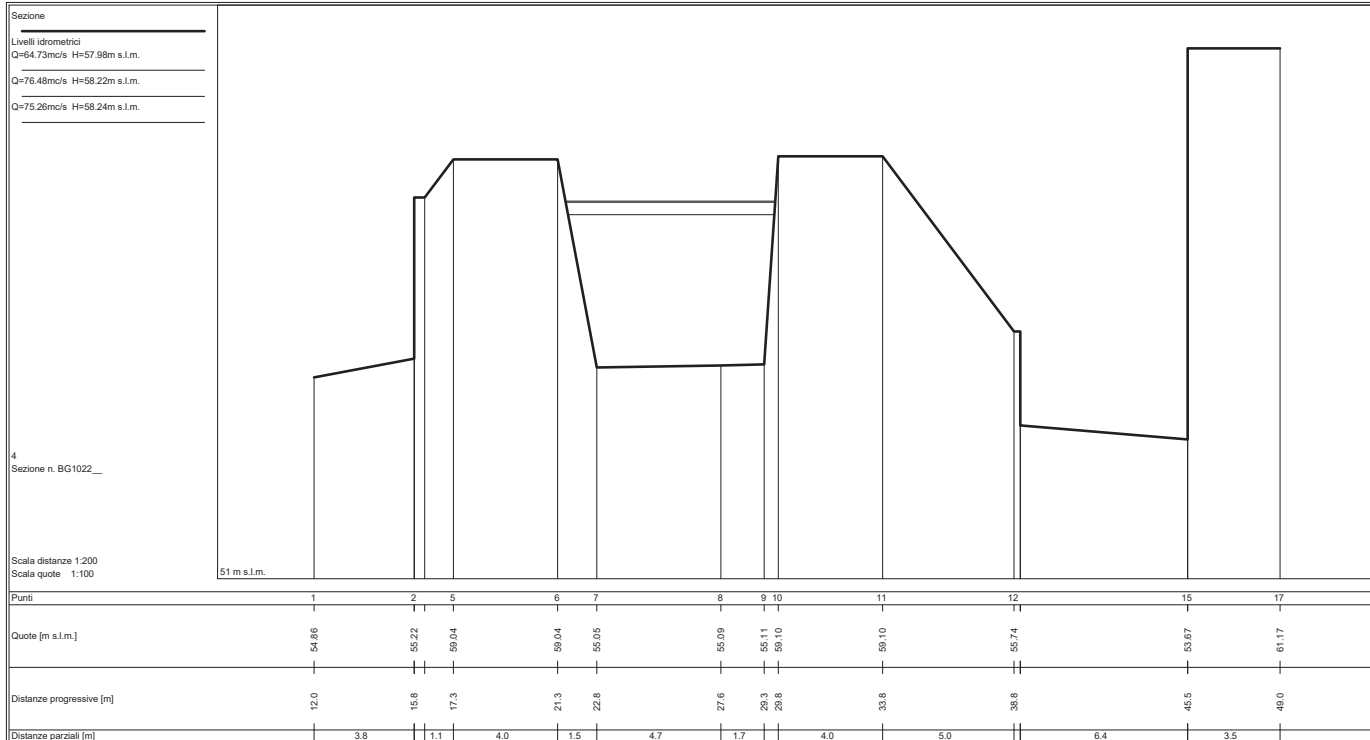 Sezione
Livelli idrometrici
Q=64.73mc/s H=57.98m s.l.m.
Q=76.48mc/s H=58.22m s.l.m.
Q=75.26mc/s H=58.24m s.l.m.
4
Sezione n. BG1022__
Scala distanze 1:200
Scala quote 1:100
51 m s.l.m.
Punti 1 2 5 6 7 8 9 10 11 12 15 17
Quote [m s.l.m.] 54.86 55.22 59.04 59.04 55.05 55.09 55.11 59.10 59.10 55.74 53.67 61.17
Distanze progressive [m] 12.0 15.8 17.3 21.3 22.8 27.6 29.3 29.8 33.8 38.8 45.5 49.0
Distanze parziali [m] 3.8 1.1 4.0 1.5 4.7 1.7 4.0 5.0 6.4 3.5